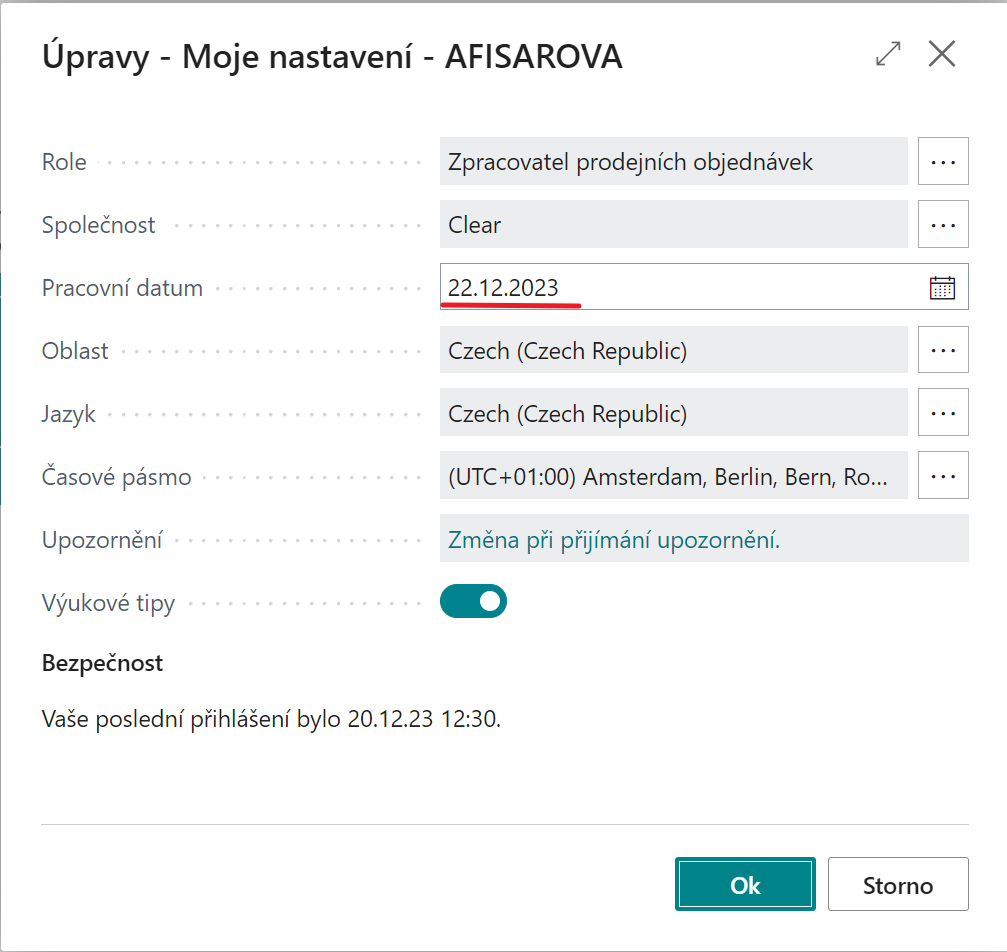 Úpravy - Moje nastavení - AFISAROVA
Role Zpracovatel prodejních objednávek
Společnost Clear
Pracovní datum 22.12.2023
Oblast Czech (Czech Republic)
Jazyk Czech (Czech Republic)
Časové pásmo (UTC+01:00) Amsterdam, Berlin, Bern, Ro...
Upozornění Změna při přijímání upozornění.
Výukové tipy
Bezpečnost
Vaše poslední přihlášení bylo 20.12.23 12:30.
Ok Storno